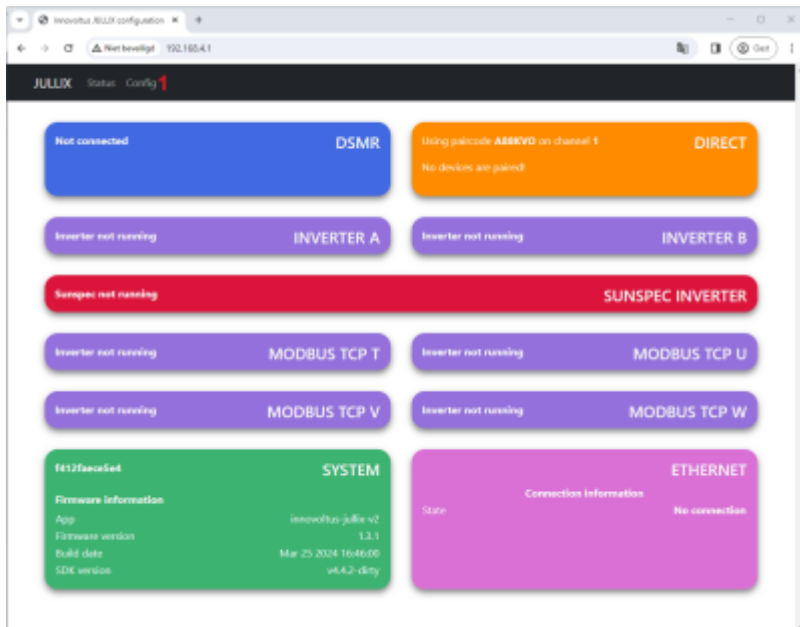 Innovoltus JULLIX configuration
Niet beveiligd 192.168.4.1
Gast
JULLIX Status Config 1
Not connected DSMR
Using paircode A88KVO on channel 1 DIRECT
No devices are paired!
Inverter not running INVERTER A
Inverter not running INVERTER B
Sunspec not running SUNSPEC INVERTER
Inverter not running MODBUS TCP T
Inverter not running MODBUS TCP U
Inverter not running MODBUS TCP V
Inverter not running MODBUS TCP W
f412faece5e4 SYSTEM
Firmware information
App innovoltus-jullix-v2
Firmware version 1.3.1
Build date Mar 25 2024 16:46:00
SDK version v4.4.2-dirty
ETHERNET
Connection information
State No connection